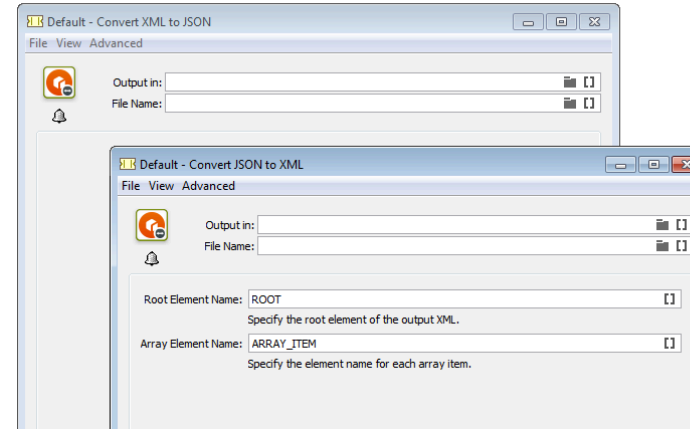 Default - Convert XML to JSON
File View Advanced
Output in:
File Name:
Default - Convert JSON to XML
File View Advanced
Output in:
File Name:
Root Element Name: ROOT
Specify the root element of the output XML.
Array Element Name: ARRAY_ITEM
Specify the element name for each array item.